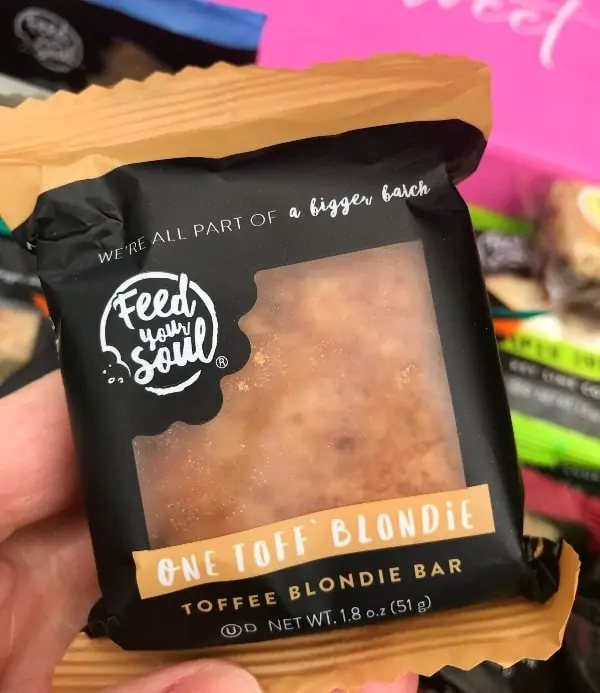 WE'RE ALL PART OF a bigger batch
Feed
your
Soul®
ONE TOFF' BLONDIE
TOFFEE BLONDIE BAR
Ⓤ D NET WT. 1.8 o.z (51 g)